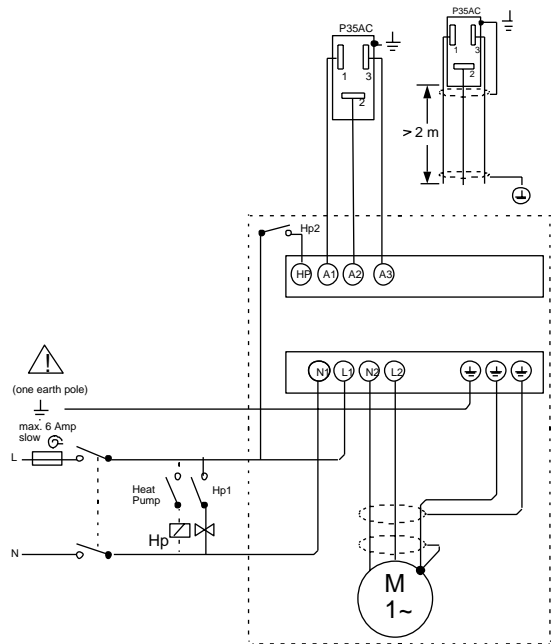 P35AC
1 3
2
P35AC
1 3
2
> 2 m
Hp2
HP A1 A2 A3
N1 L1 N2 L2
!
(one earth pole)
max. 6 Amp
slow
L
Heat
Pump
Hp1
Hp
N
M
1~